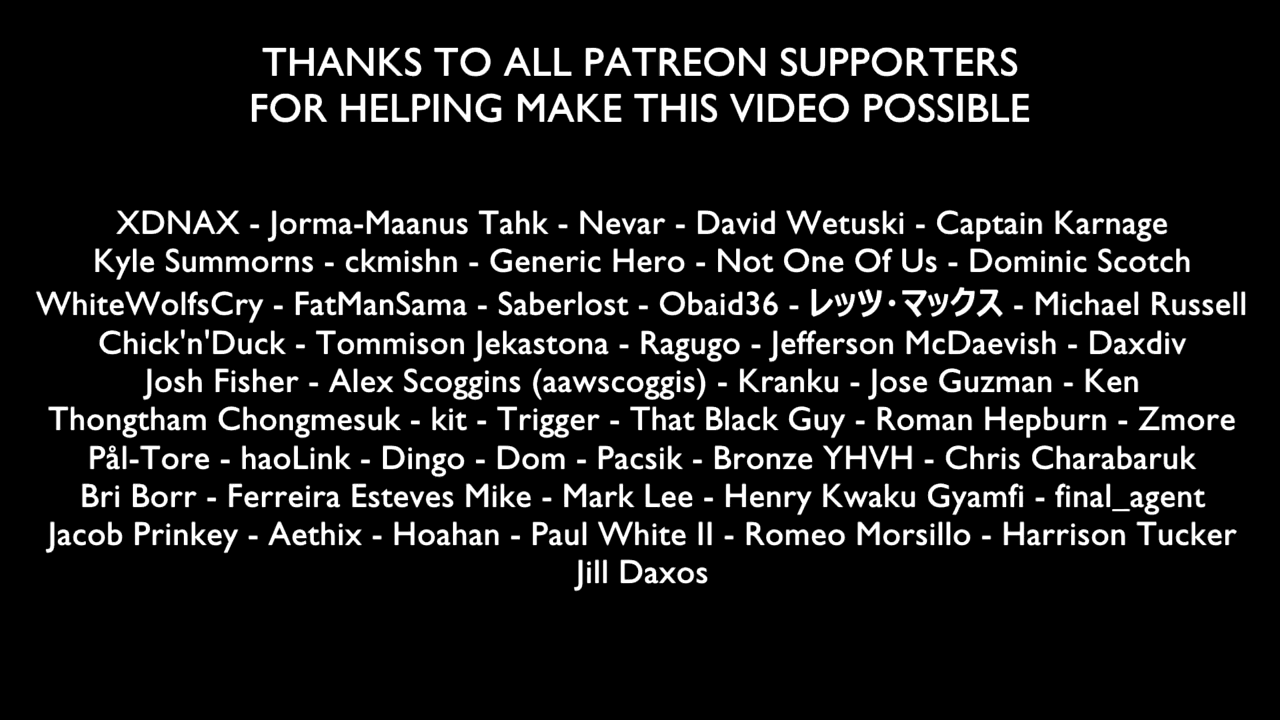 THANKS TO ALL PATREON SUPPORTERS
FOR HELPING MAKE THIS VIDEO POSSIBLE
XDNAX - Jorma-Maanus Tahk - Nevar - David Wetuski - Captain Karnage
Kyle Summorns - ckmishn - Generic Hero - Not One Of Us - Dominic Scotch
WhiteWolfsCry - FatManSama - Saberlost - Obaid36 - レッツ・マックス - Michael Russell
Chick'n'Duck - Tommison Jekastona - Ragugo - Jefferson McDaevish - Daxdiv
Josh Fisher - Alex Scoggins (aawscoggis) - Kranku - Jose Guzman - Ken
Thongtham Chongmesuk - kit - Trigger - That Black Guy - Roman Hepburn - Zmore
Pål-Tore - haoLink - Dingo - Dom - Pacsik - Bronze YHVH - Chris Charabaruk
Bri Borr - Ferreira Esteves Mike - Mark Lee - Henry Kwaku Gyamfi - final_agent
Jacob Prinkey - Aethix - Hoahan - Paul White II - Romeo Morsillo - Harrison Tucker
Jill Daxos